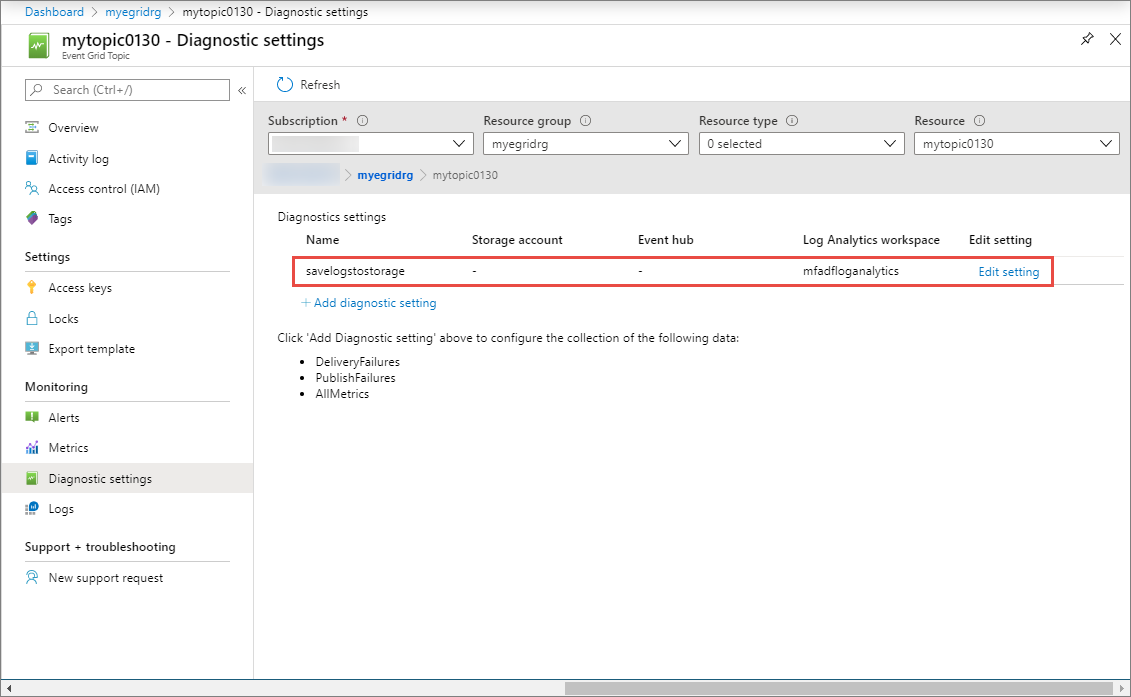 Dashboard > myegridrg > mytopic0130 - Diagnostic settings
mytopic0130 - Diagnostic settings
Event Grid Topic
Search (Ctrl+/)
«
Overview
Activity log
Access control (IAM)
Tags
Settings
Access keys
Locks
Export template
Monitoring
Alerts
Metrics
Diagnostic settings
Logs
Support + troubleshooting
New support request
Refresh
Subscription * Resource group Resource type Resource
myegridrg 0 selected mytopic0130
> myegridrg > mytopic0130
Diagnostics settings
Name Storage account Event hub Log Analytics workspace Edit setting
savelogstostorage - - mfadfloganalytics Edit setting
+ Add diagnostic setting
Click 'Add Diagnostic setting' above to configure the collection of the following data:
• DeliveryFailures
• PublishFailures
• AllMetrics